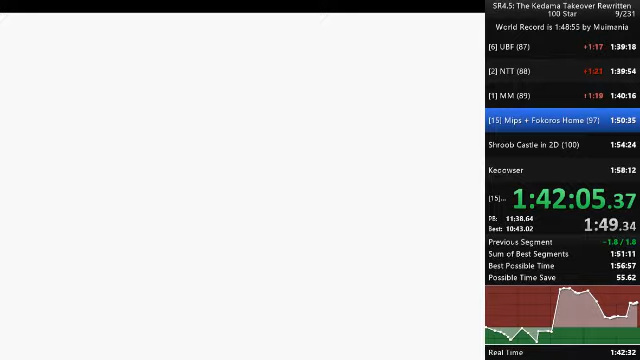 SR4.5: The Kedama Takeover Rewritten
100 Star 9/231
World Record is 1:48:55 by Muimania
[6] UBF (87) +1:17 1:39:18
[2] NTT (88) +1:21 1:39:54
[1] MM (89) +1:19 1:40:16
[15] Mips + Fokoros Home (97) 1:50:35
Shroob Castle in 2D (100) 1:54:24
Kecowser 1:58:12
[15]... 1:42:05.37
PB: 11:38.64
Best: 10:43.02 1:49.34
Previous Segment -1.8 / 1.8
Sum of Best Segments 1:51:11
Best Possible Time 1:56:57
Possible Time Save 55.62
Real Time 1:42:32